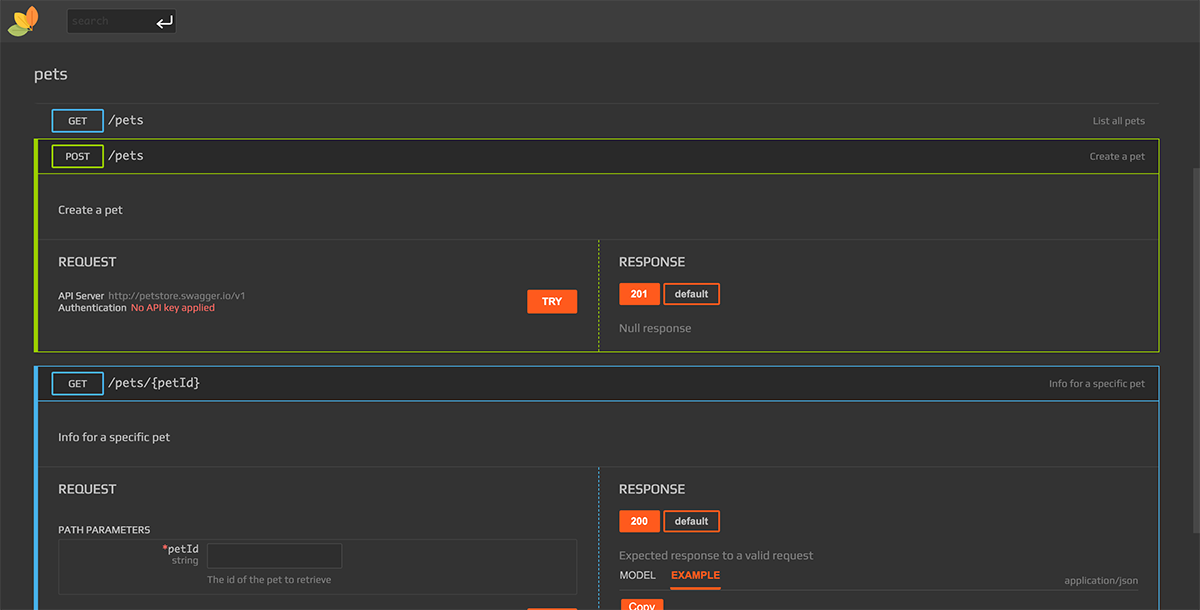 search
pets
GET /pets List all pets
POST /pets Create a pet
Create a pet
REQUEST
API Server http://petstore.swagger.io/v1
Authentication No API key applied
TRY
RESPONSE
201 default
Null response
GET /pets/{petId} Info for a specific pet
Info for a specific pet
REQUEST
PATH PARAMETERS
*petId
string
The id of the pet to retrieve
RESPONSE
200 default
Expected response to a valid request
MODEL EXAMPLE application/json
Copy